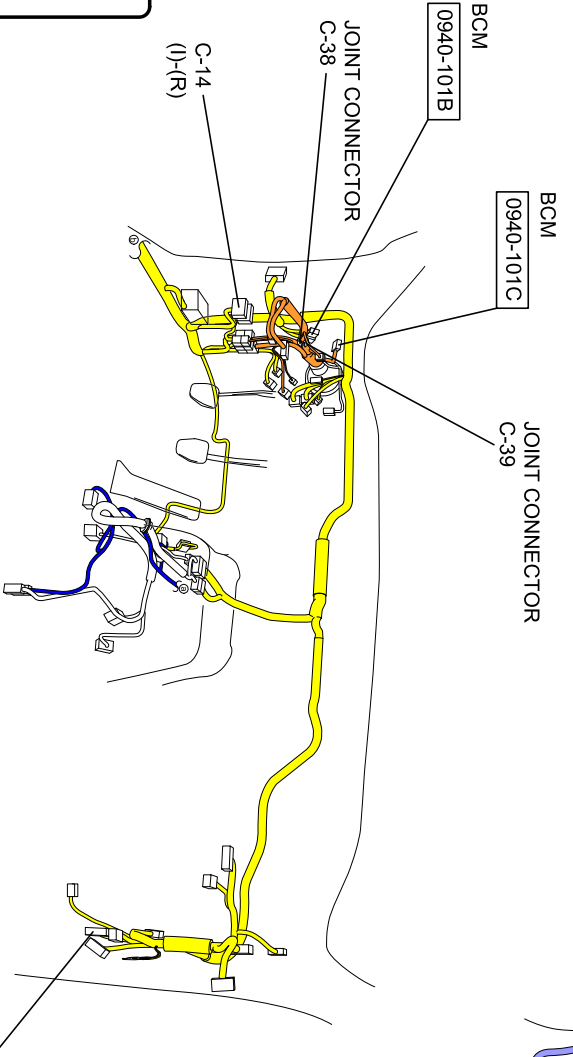 BCM
0940-101C
BCM
0940-101B
JOINT CONNECTOR
C-39
JOINT CONNECTOR
C-38
C-14
(I)-(R)